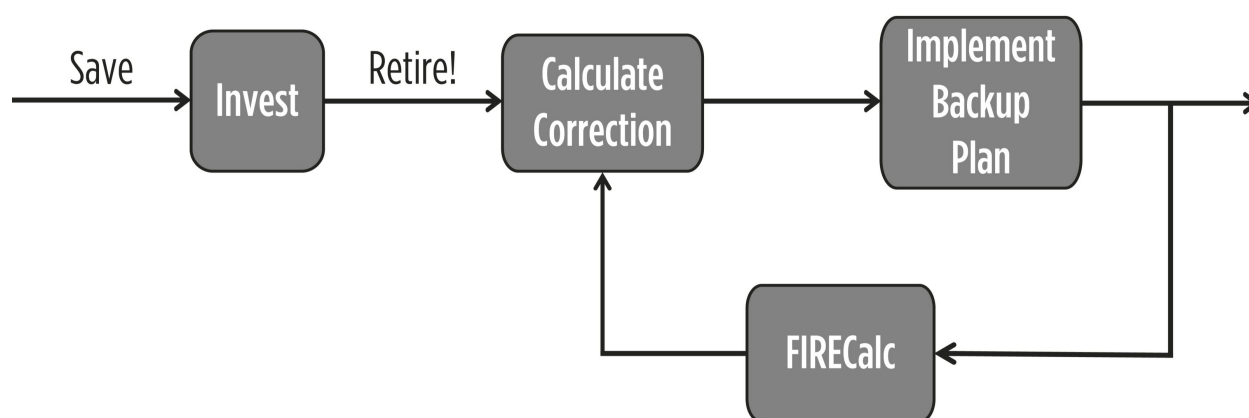 Save
Invest
Retire!
Calculate
Correction
Implement
Backup
Plan
FIRECalc